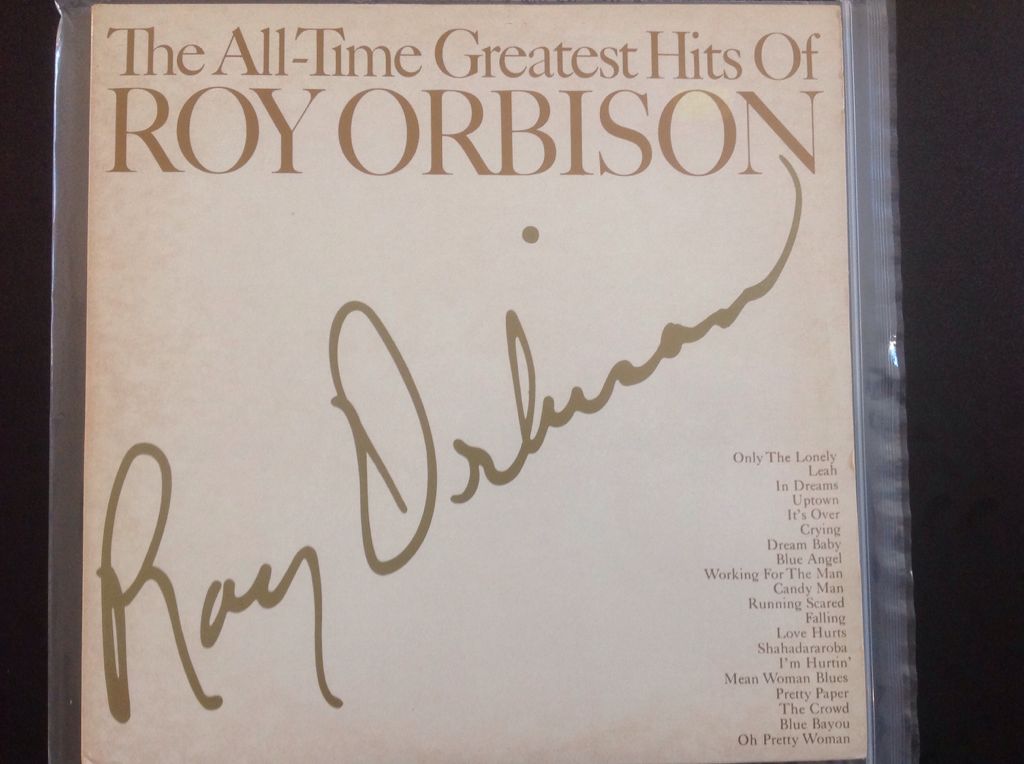 The All-Time Greatest Hits Of
ROY ORBISON
Roy Orbison
Only The Lonely
Leah
In Dreams
Uptown
It's Over
Crying
Dream Baby
Blue Angel
Working For The Man
Candy Man
Running Scared
Falling
Love Hurts
Shahadararoba
I'm Hurtin'
Mean Woman Blues
Pretty Paper
The Crowd
Blue Bayou
Oh Pretty Woman